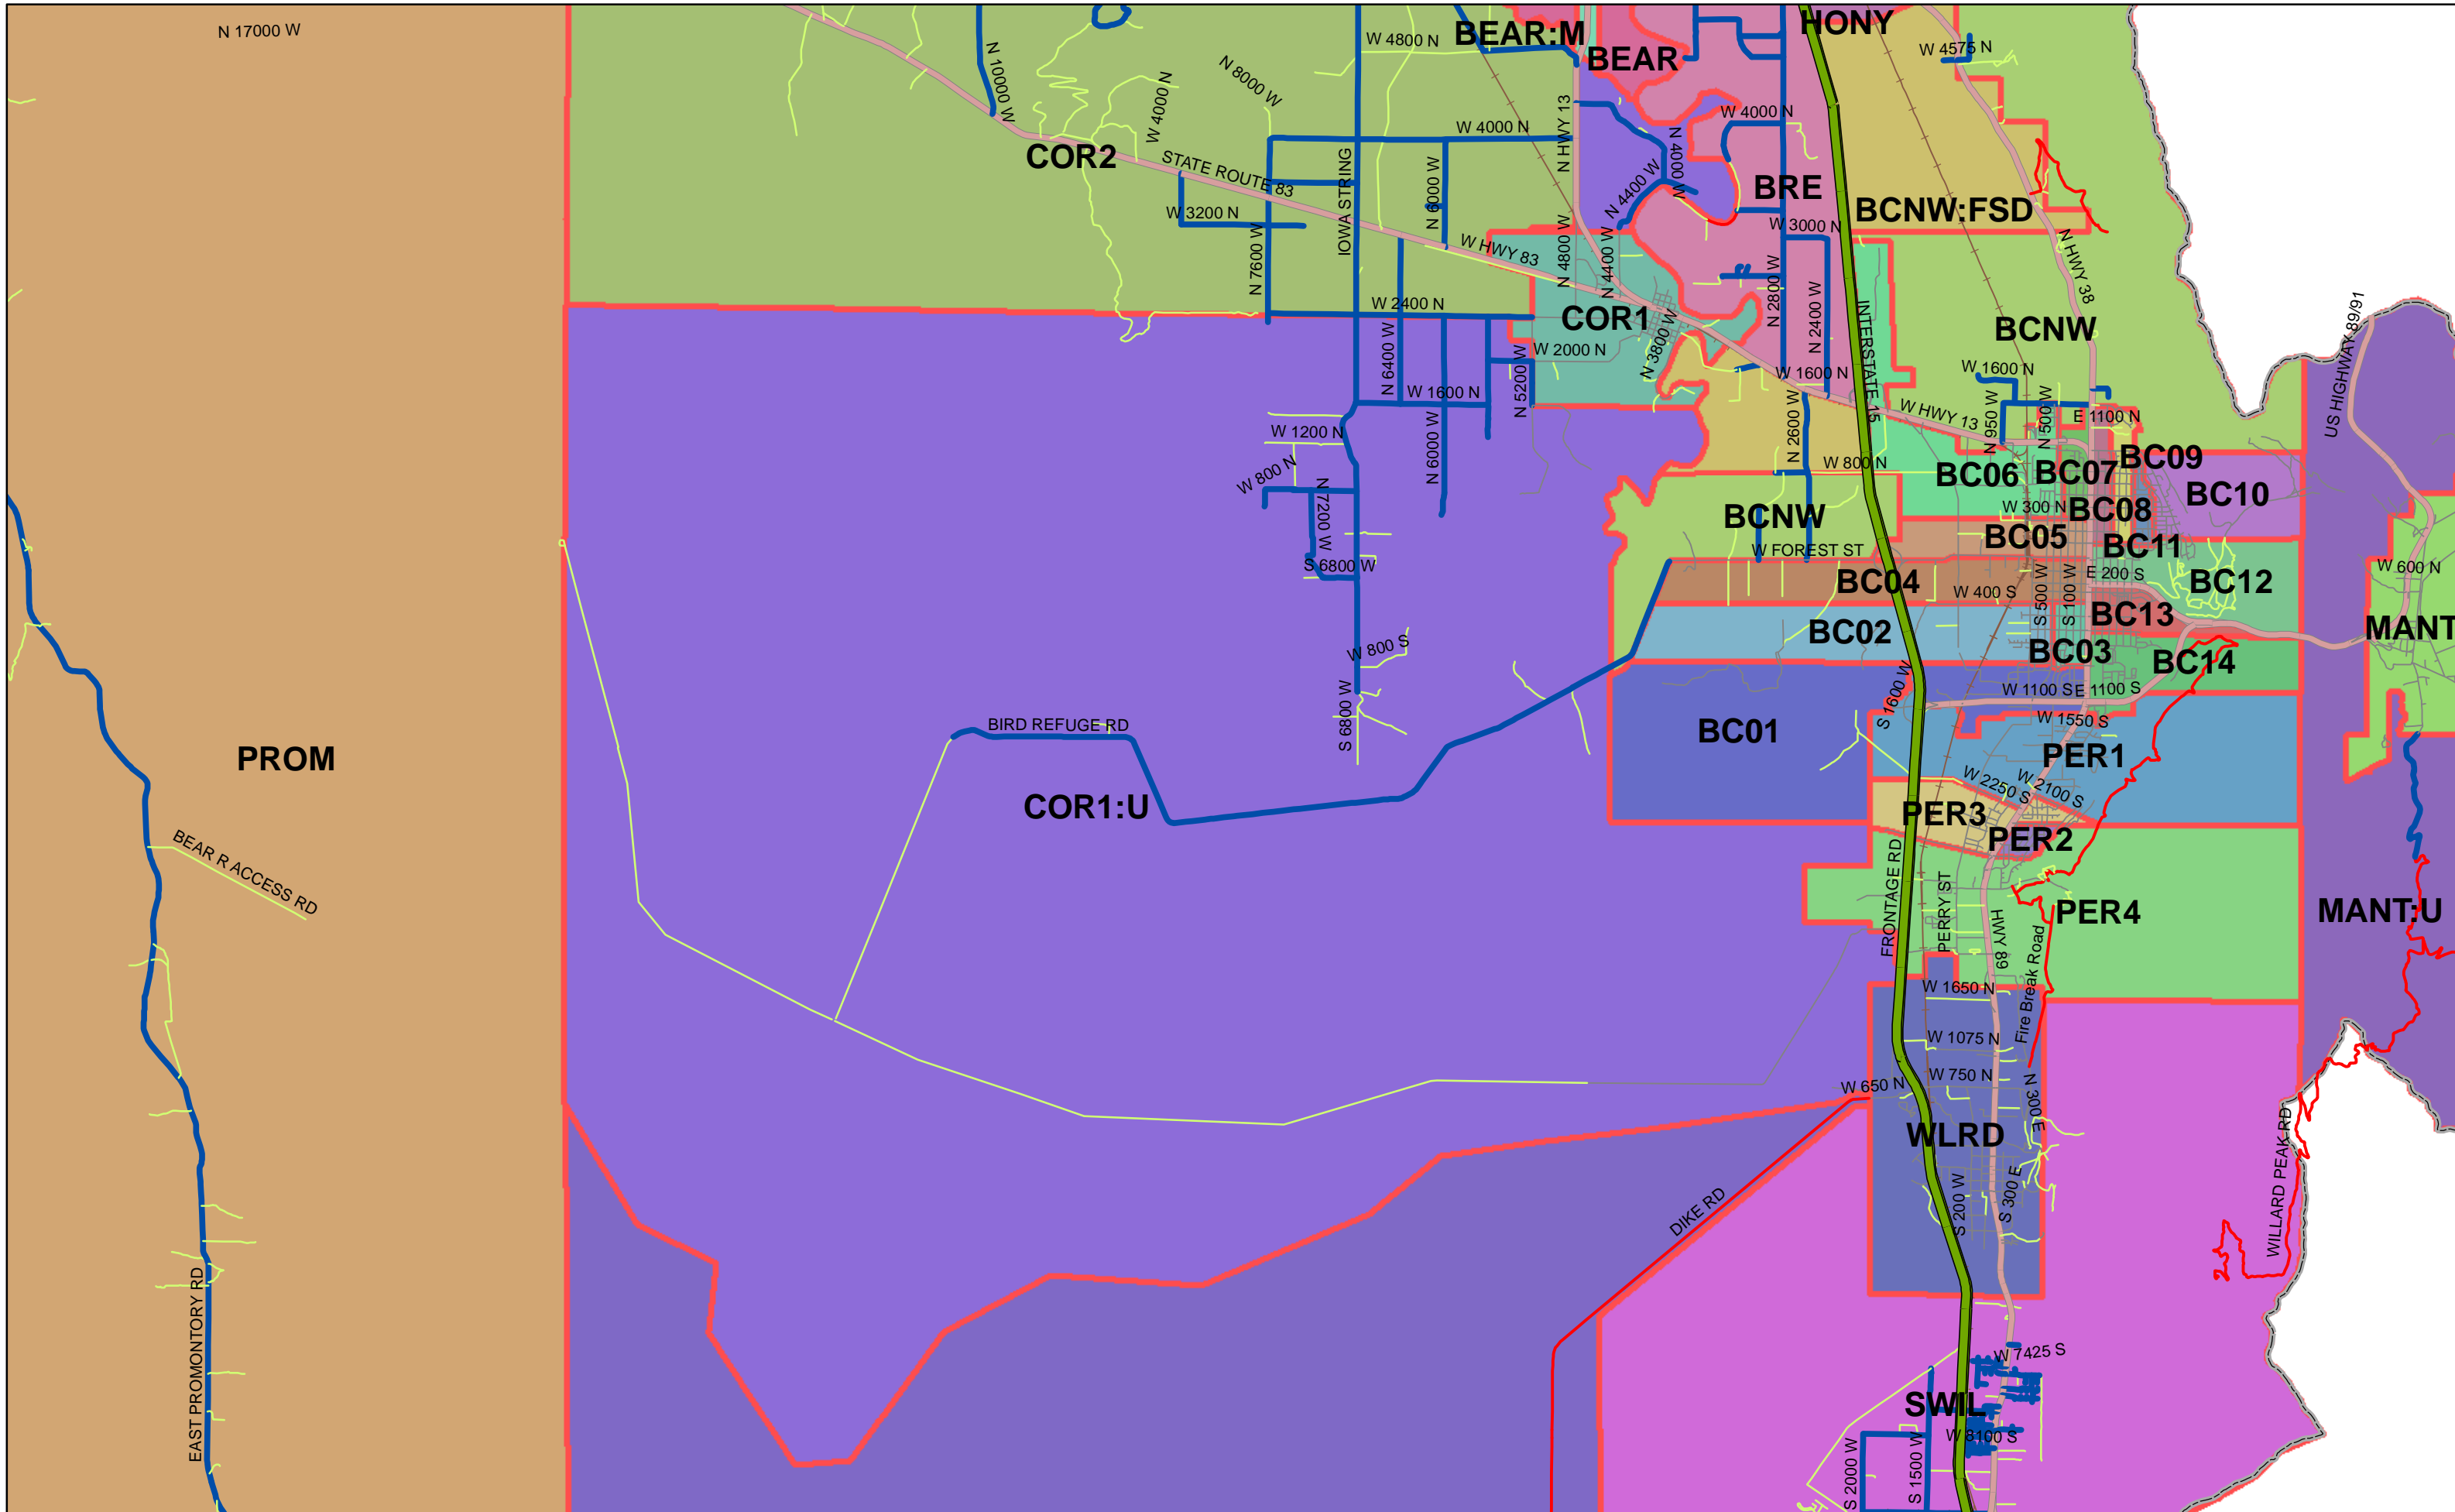 N 17000 W
N 10000 W
W 4000 N
N 8000 W
W 4800 N
BEAR:M
BEAR
HONY
W 4575 N
COR2
STATE ROUTE 83
W 3200 N
N 7600 W
IOWA STRING
W 4000 N
N 6000 W
N HWY 13
N 4000 W
N 4400 W
W 4000 N
BRE
BCNW:FSD
W 3000 N
N HWY 38
W HWY 83
N 4800 W
N 4400 W
N 2800 W
N 2400 W
INTERSTATE 15
W 2400 N
COR1
N 3800 W
BCNW
US HIGHWAY 89/91
N 6400 W
W 2000 N
N 5200 W
W 1600 N
W 1600 N
W 1600 N
N 2600 W
W HWY 13
N 950 W
N 500 W
E 1100 N
W 1200 N
W 800 N
N 7200 W
N 6000 W
W 800 N
BC06
BC07
BC09
BC10
BCNW
W 300 N
BC08
BC05
W FOREST ST
BC11
S 6800 W
BC04
W 400 S
S 500 W
S 100 W
E 200 S
BC12
W 600 N
BC13
BC02
BC03
BC14
MANT
W 800 S
S 6800 W
BIRD REFUGE RD
BC01
S 1600 W
W 1100 S
E 1100 S
W 1550 S
PER1
PROM
COR1:U
W 2250 S
W 2100 S
PER3
PER2
BEAR R ACCESS RD
FRONTAGE RD
PERRY ST
HWY 89
Fire Break Road
PER4
MANT:U
W 1650 N
W 1075 N
W 750 N
W 650 N
N 300 E
WLRD
DIKE RD
S 200 W
S 300 E
WILLARD PEAK RD
EAST PROMONTORY RD
W 7425 S
SWIL
W 8100 S
S 2000 W
S 1500 W